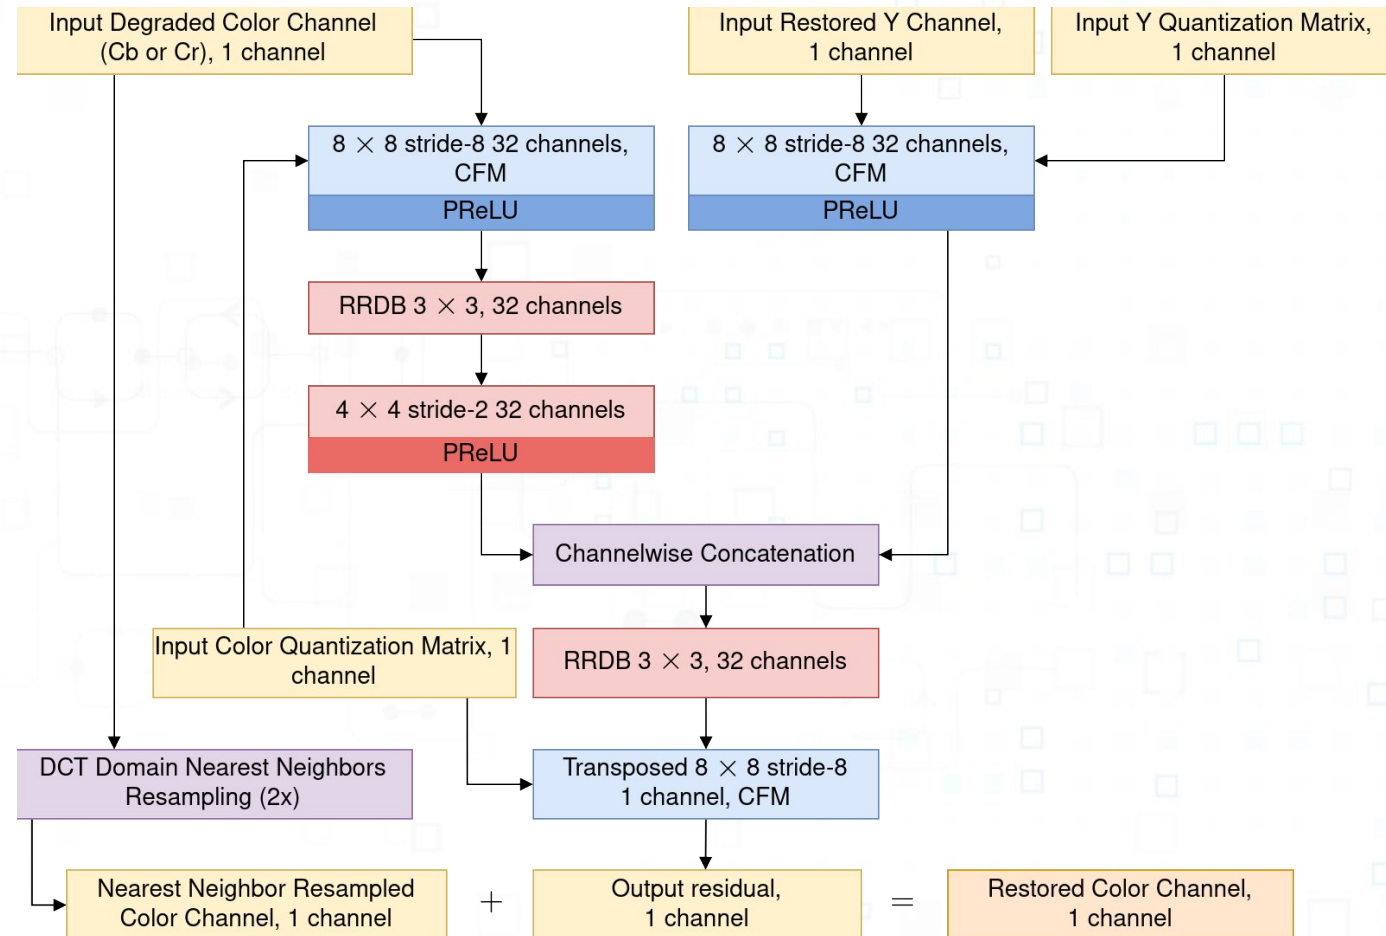 Input Degraded Color Channel
(Cb or Cr), 1 channel
Input Restored Y Channel,
1 channel
Input Y Quantization Matrix,
1 channel
8 × 8 stride-8 32 channels,
CFM
PReLU
8 × 8 stride-8 32 channels,
CFM
PReLU
RRDB 3 × 3, 32 channels
4 × 4 stride-2 32 channels
PReLU
Channelwise Concatenation
Input Color Quantization Matrix, 1
channel
RRDB 3 × 3, 32 channels
DCT Domain Nearest Neighbors
Resampling (2x)
Transposed 8 × 8 stride-8
1 channel, CFM
Nearest Neighbor Resampled
Color Channel, 1 channel
+
Output residual,
1 channel
=
Restored Color Channel,
1 channel